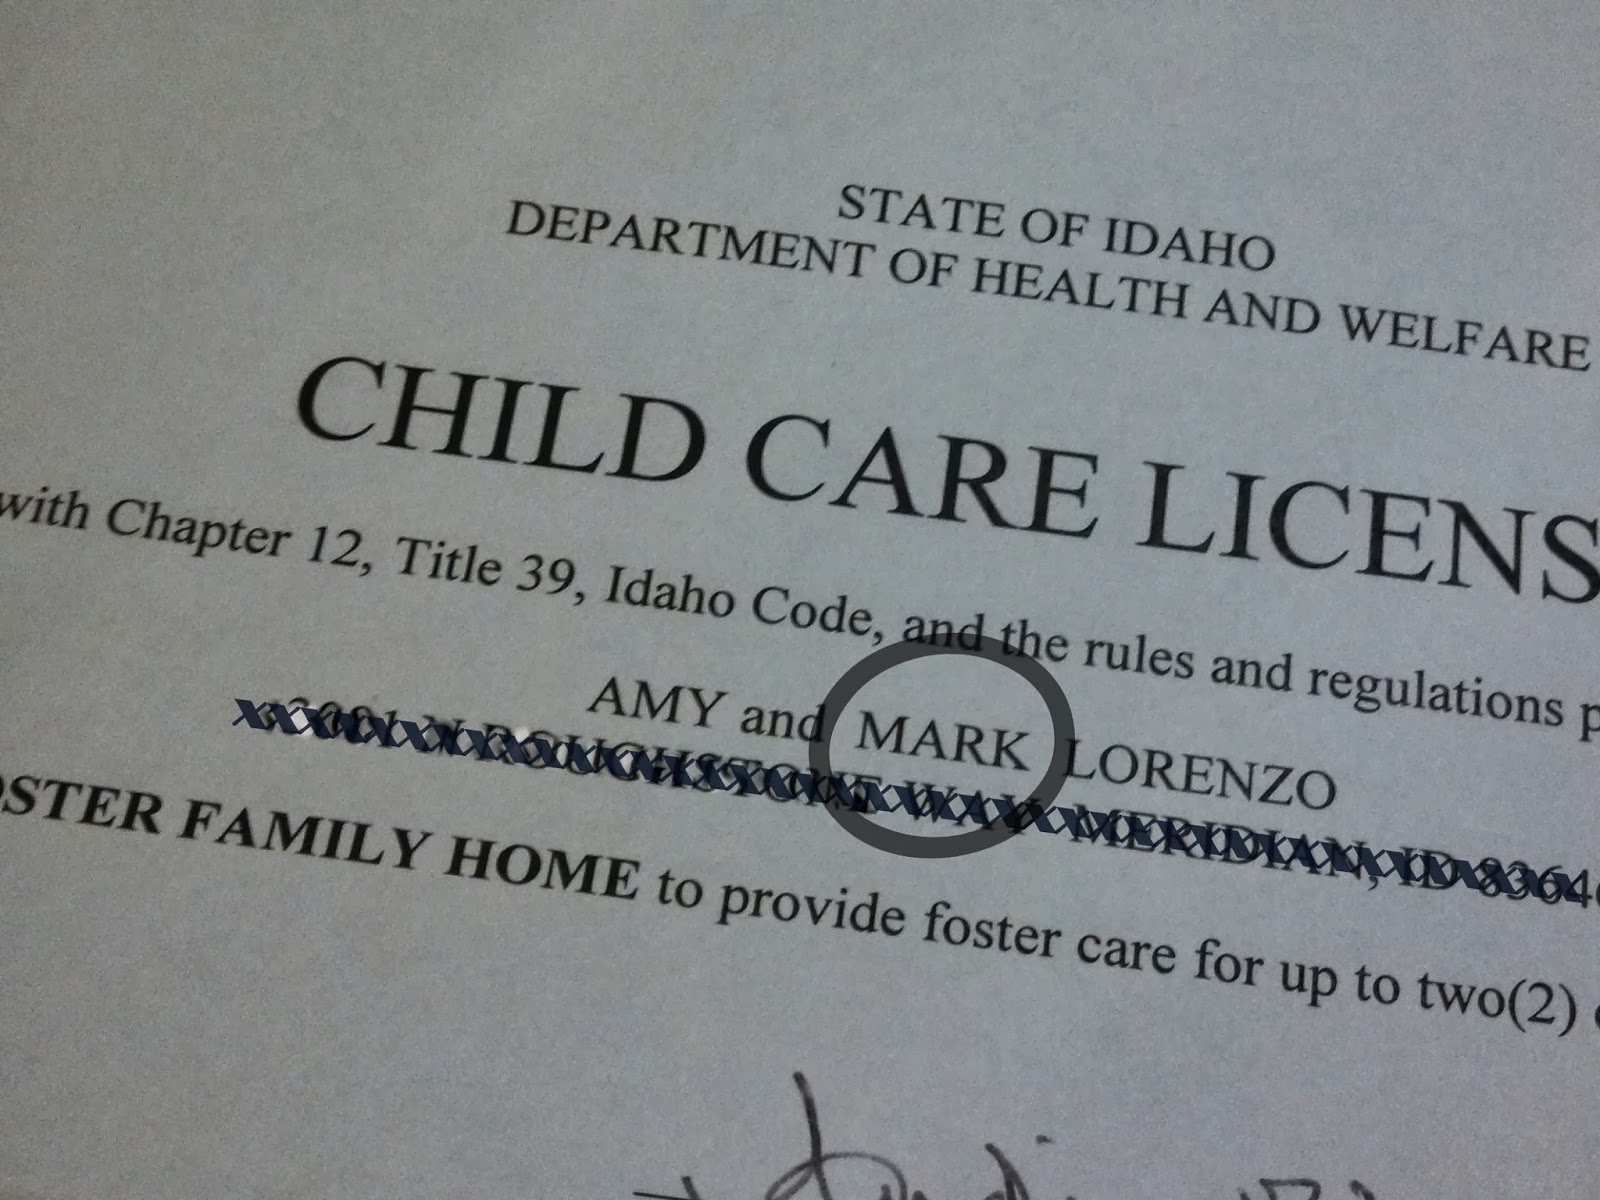 STATE OF IDAHO
DEPARTMENT OF HEALTH AND WELFARE
CHILD CARE LICENS
with Chapter 12, Title 39, Idaho Code, and the rules and regulations p
AMY and MARK LORENZO
OSTER FAMILY HOME to provide foster care for up to two(2)